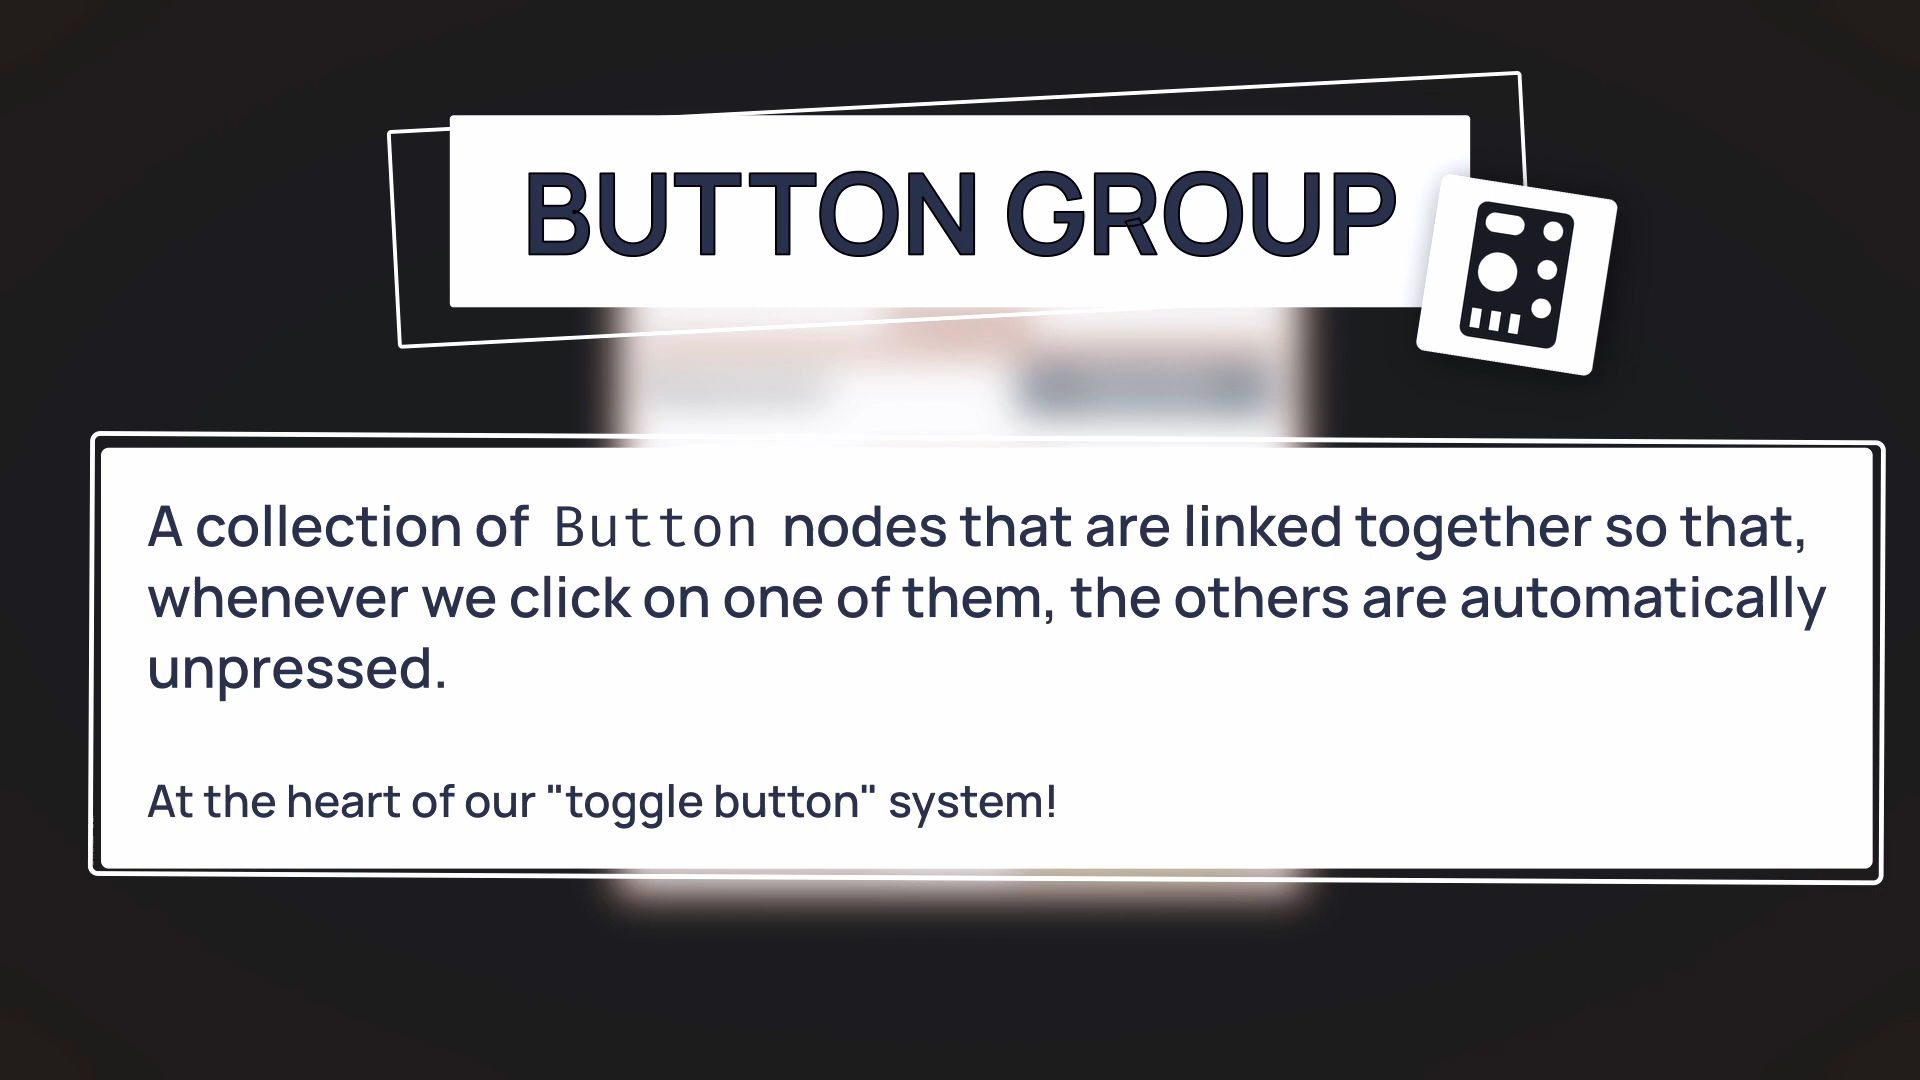 BUTTON GROUP
A collection of Button nodes that are linked together so that,
whenever we click on one of them, the others are automatically
unpressed.
At the heart of our "toggle button" system!